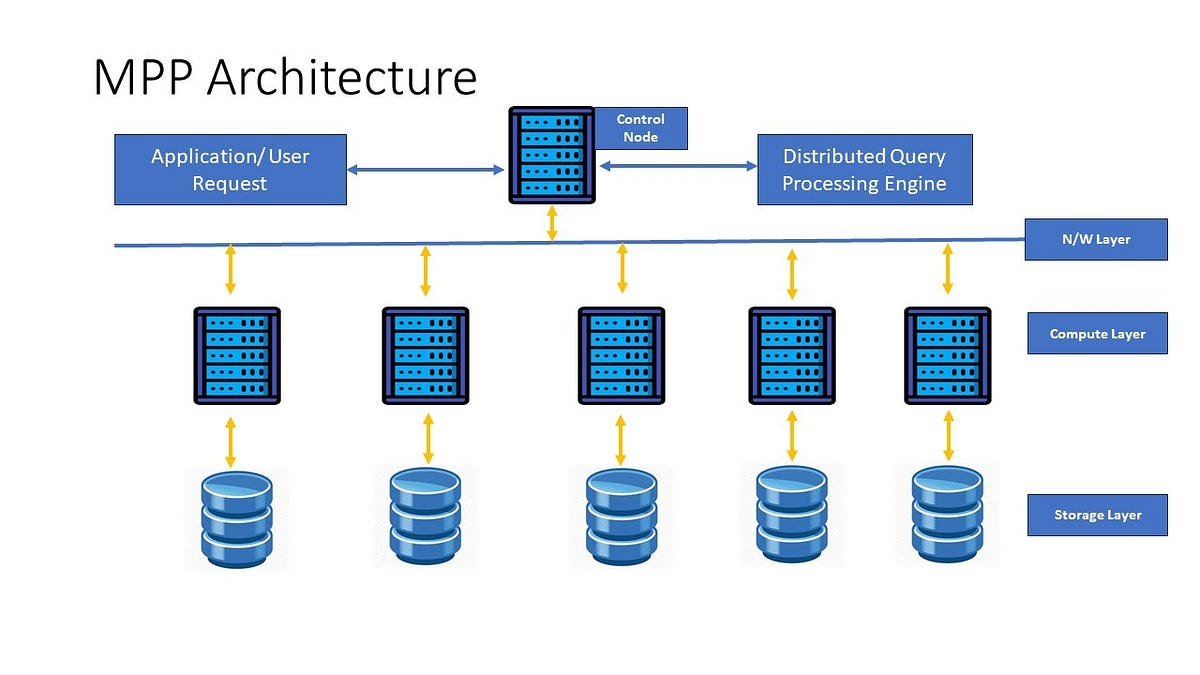 MPP Architecture
Control
Node
Application/User
Request
Distributed Query
Processing Engine
N/W Layer
Compute Layer
Storage Layer